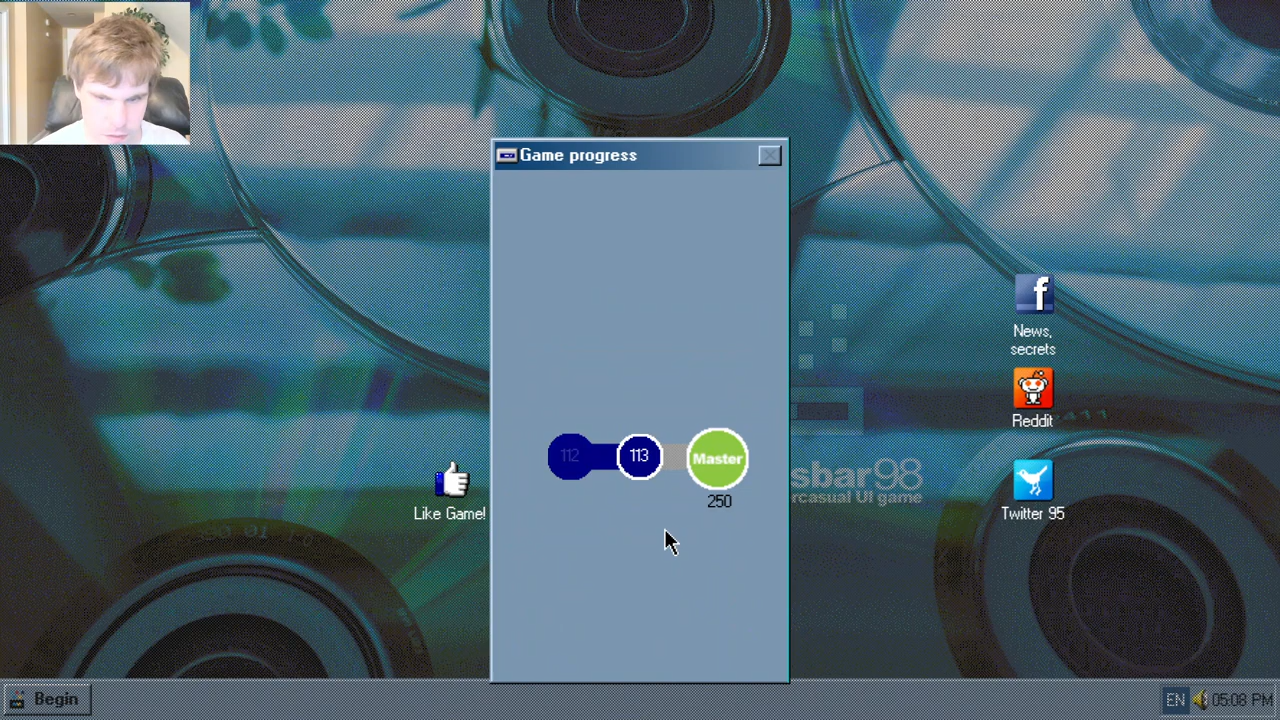 Game progress
112
113
Master
250
News,
secrets
Reddit
Like Game!
sbar98
rcasual UI game
Twitter 95
Begin
EN
05:08 PM